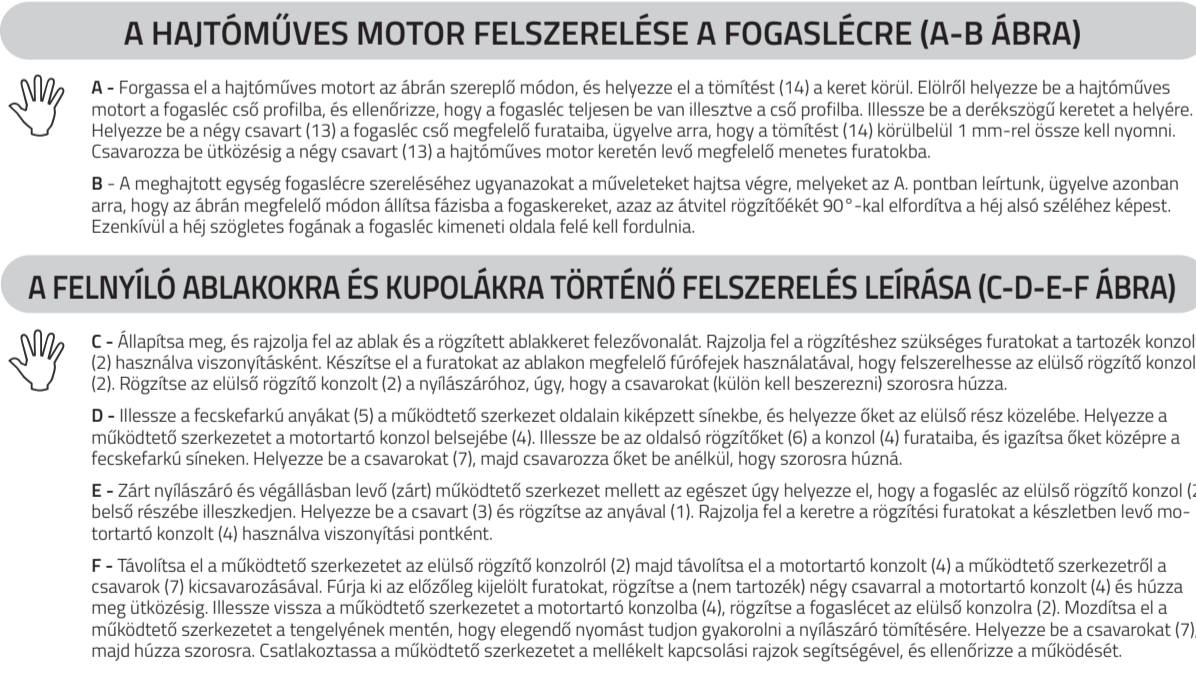 A HAJTÓMŰVES MOTOR FELSZERELÉSE A FOGASLÉCRE (A-B ÁBRA)
A - Forgassa el a hajtóműves motort az ábrán szereplő módon, és helyezze el a tömítést (14) a keret körül. Elölről helyezze be a hajtóműves
motort a fogasléc cső profilba, és ellenőrizze, hogy a fogasléc teljesen be van illesztve a cső profilba. Illessze be a derékszögű keretet a helyére.
Helyezze be a négy csavart (13) a fogasléc cső megfelelő furataiba, ügyelve arra, hogy a tömítést (14) körülbelül 1 mm-rel össze kell nyomni.
Csavarozza be ütközésig a négy csavart (13) a hajtóműves motor keretén levő megfelelő menetes furatokba.
B - A meghajtott egység fogaslécre szereléséhez ugyanazokat a műveleteket hajtsa végre, melyeket az A. pontban leírtunk, ügyelve azonban
arra, hogy az ábrán megfelelő módon állítsa fázisba a fogaskereket, azaz az átvitel rögzítőékét 90°-kal elfordítva a héj alsó széléhez képest.
Ezenkívül a héj szögletes fogának a fogasléc kimeneti oldala felé kell fordulnia.
A FELNYÍLÓ ABLAKOKRA ÉS KUPOLÁKRA TÖRTÉNŐ FELSZERELÉS LEÍRÁSA (C-D-E-F ÁBRA)
C - Állapítsa meg, és rajzolja fel az ablak és a rögzített ablakkeret felezővonalát. Rajzolja fel a rögzítéshez szükséges furatokat a tartozék konzol
(2) használva viszonyításként. Készítse el a furatokat az ablakon megfelelő fúrófejek használatával, hogy felszerelhesse az elülső rögzítő konzol
(2). Rögzítse az elülső rögzítő konzolt (2) a nyílászáróhoz, úgy, hogy a csavarokat (külön kell beszerezni) szorosra húzza.
D - Illessze a fecskefarkú anyákat (5) a működtető szerkezet oldalain kiképzett sínekbe, és helyezze őket az elülső rész közelébe. Helyezze a
működtető szerkezetet a motortartó konzol belsejébe (4). Illessze be az oldalsó rögzítőket (6) a konzol (4) furataiba, és igazítsa őket középre a
fecskefarkú síneken. Helyezze be a csavarokat (7), majd csavarozza őket be anélkül, hogy szorosra húzná.
E - Zárt nyílászáró és végállásban levő (zárt) működtető szerkezet mellett az egészet úgy helyezze el, hogy a fogasléc az elülső rögzítő konzol (2
belső részébe illeszkedjen. Helyezze be a csavart (3) és rögzítse az anyával (1). Rajzolja fel a keretre a rögzítési furatokat a készletben levő mo-
tortartó konzolt (4) használva viszonyítási pontként.
F - Távolítsa el a működtető szerkezetet az elülső rögzítő konzolról (2) majd távolítsa el a motortartó konzolt (4) a működtető szerkezetről a
csavarok (7) kicsavarozásával. Fúrja ki az előzőleg kijelölt furatokat, rögzítse a (nem tartozék) négy csavarral a motortartó konzolt (4) és húzza
meg ütközésig. Illessze vissza a működtető szerkezetet a motortartó konzolba (4), rögzítse a fogaslécet az elülső konzolra (2). Mozdítsa el a
működtető szerkezetet a tengelyének mentén, hogy elegendő nyomást tudjon gyakorolni a nyílászáró tömítésére. Helyezze be a csavarokat (7),
majd húzza szorosra. Csatlakoztassa a működtető szerkezetet a mellékelt kapcsolási rajzok segítségével, és ellenőrizze a működését.